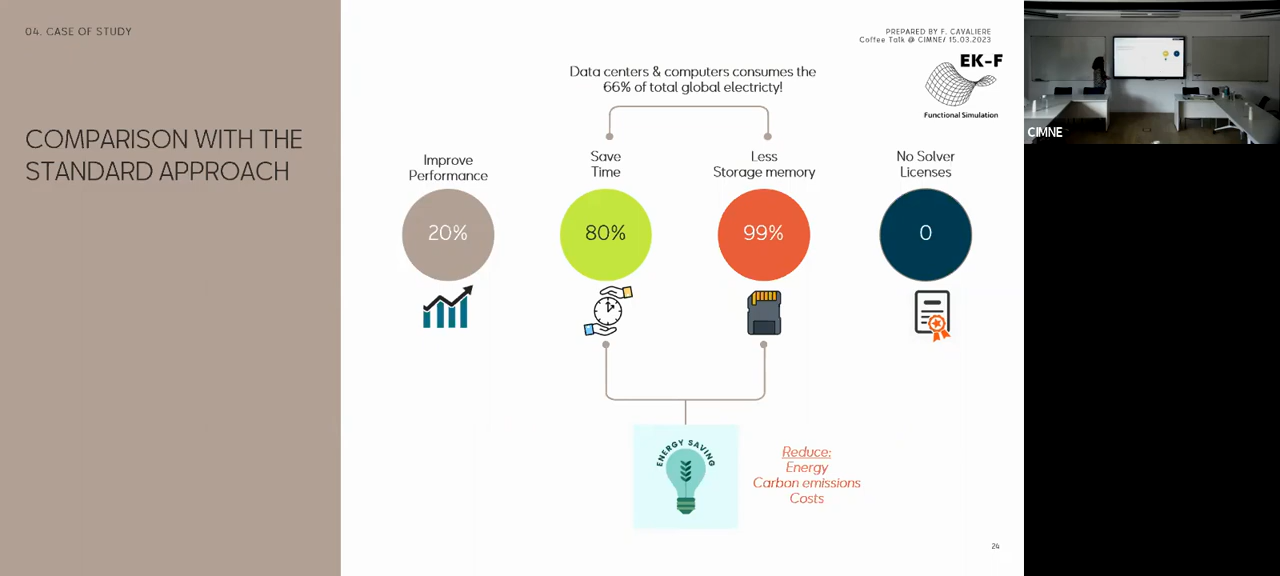 04. CASE OF STUDY
COMPARISON WITH THE
STANDARD APPROACH
PREPARED BY F. CAVALIERE
Coffee Talk @ CIMNE/ 15.03.2023
EK-F
Functional Simulation
Data centers & computers consumes the
66% of total global electricty!
Improve
Performance
20%
Save
Time
80%
Less
Storage memory
99%
No Solver
Licenses
0
ENERGY SAVING
Reduce:
Energy
Carbon emissions
Costs
24
CIMNE